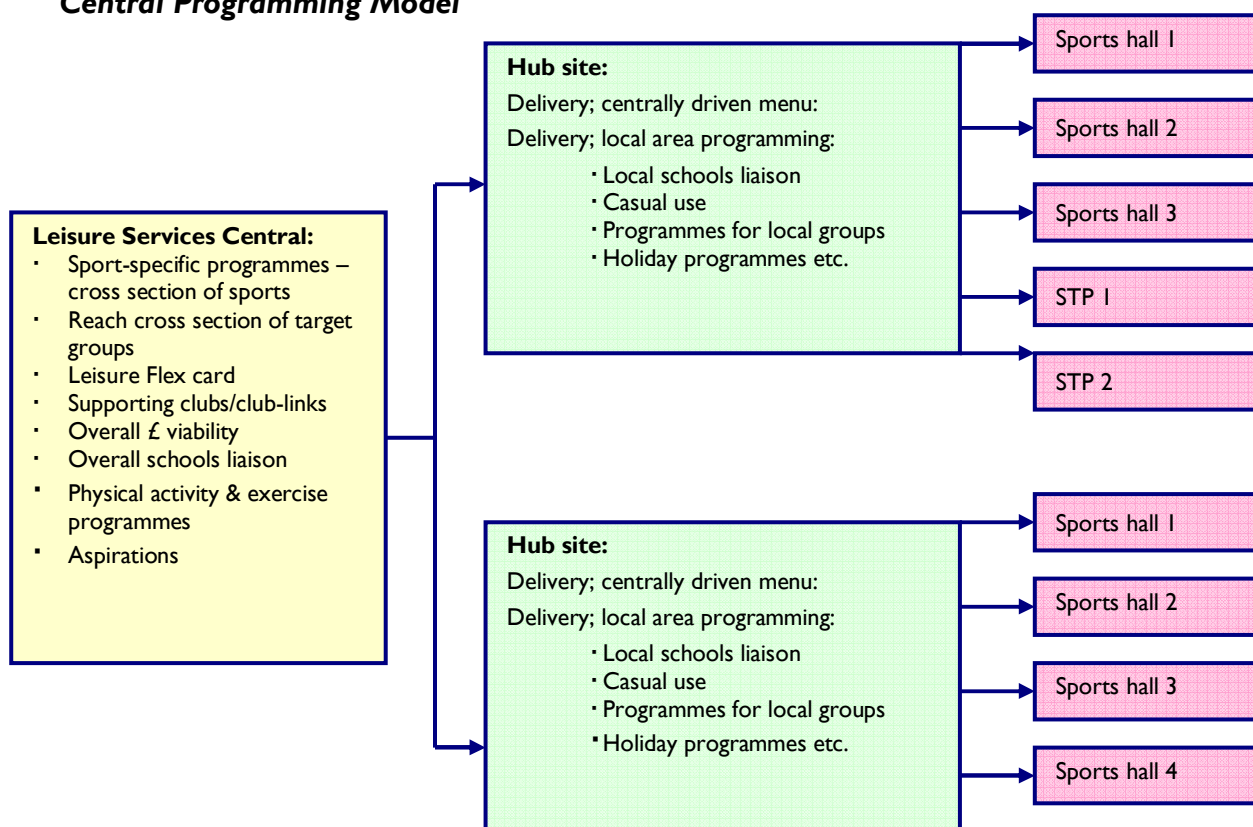 Central Programming Model
Leisure Services Central:
· Sport-specific programmes –
cross section of sports
· Reach cross section of target
groups
· Leisure Flex card
· Supporting clubs/club-links
· Overall £ viability
· Overall schools liaison
· Physical activity & exercise
programmes
· Aspirations
Hub site:
Delivery; centrally driven menu:
Delivery; local area programming:
· Local schools liaison
· Casual use
· Programmes for local groups
· Holiday programmes etc.
Sports hall 1
Sports hall 2
Sports hall 3
STP 1
STP 2
Hub site:
Delivery; centrally driven menu:
Delivery; local area programming:
· Local schools liaison
· Casual use
· Programmes for local groups
· Holiday programmes etc.
Sports hall 1
Sports hall 2
Sports hall 3
Sports hall 4